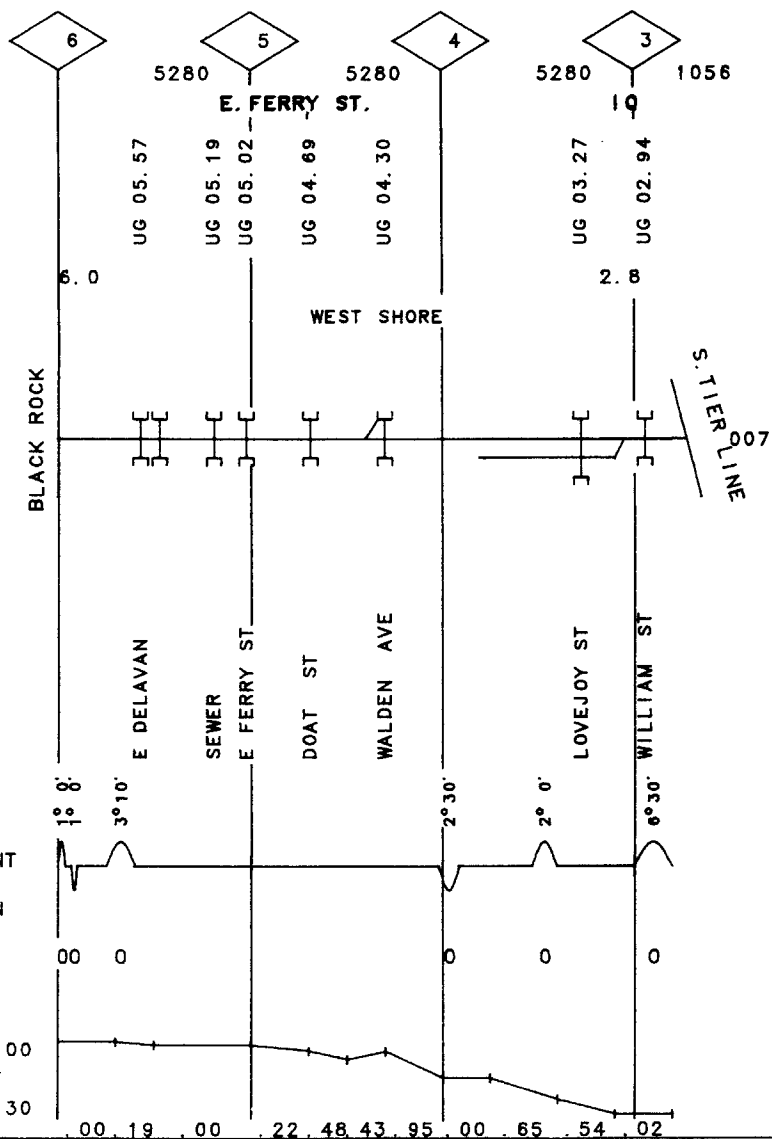 6 5 4 3
5280 5280 5280 1056
E. FERRY ST. IQ
UG 05.57
UG 05.19
UG 05.02
UG 04.69
UG 04.30
UG 03.27
UG 02.94
6.0 2.8
WEST SHORE
BLACK ROCK
S. TIER LINE
007
E DELAVAN
SEWER
E FERRY ST
DOAT ST
WALDEN AVE
LOVEJOY ST
WILLIAM ST
1° 0'
1° 0'
3°10'
2°30'
2° 0'
6°30'
NT
N
00 0 0 0 0
00
30
.00 .19 .00 .22 .48 .43 .95 .00 .65 .54 .02